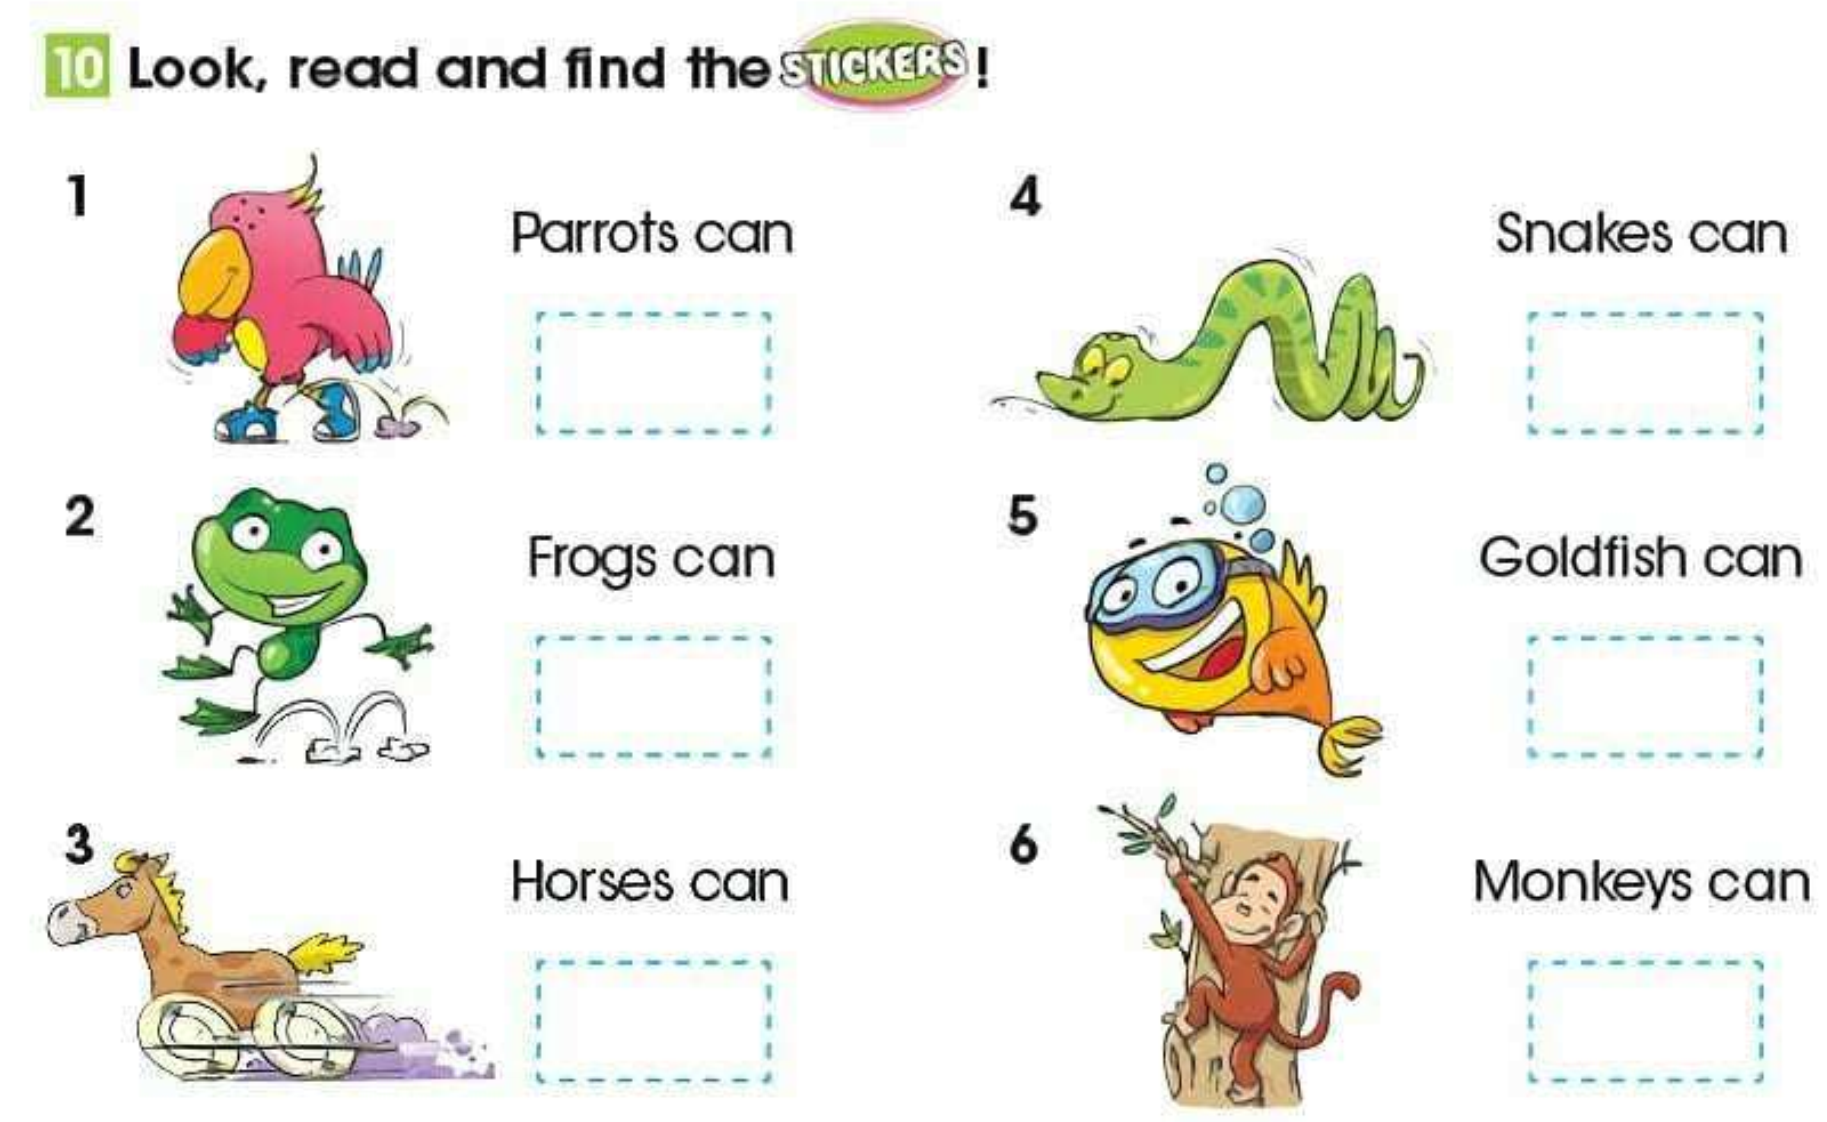 10 Look, read and find the STICKERS!
1
Parrots can
2
Frogs can
3
Horses can
4
Snakes can
5
Goldfish can
6
Monkeys can